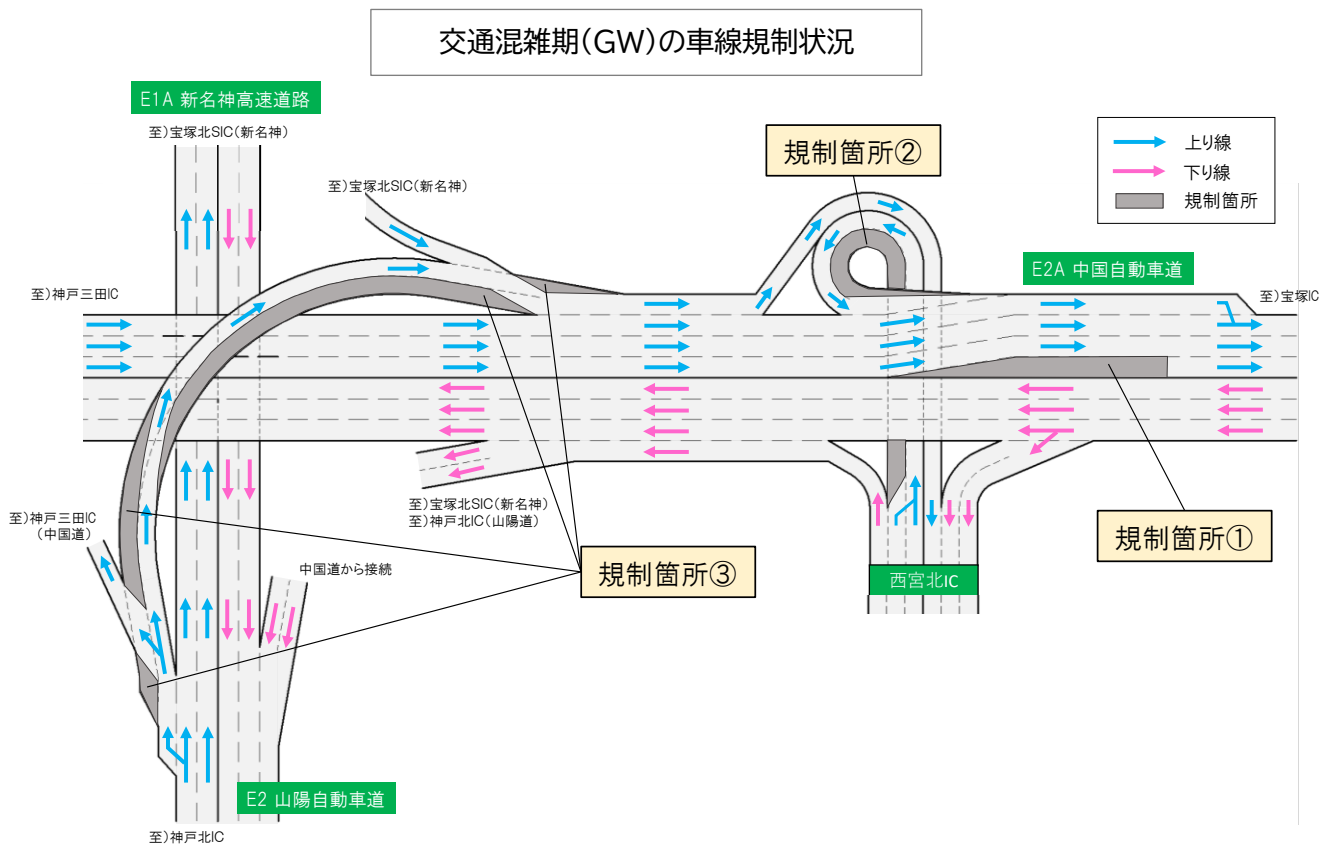 交通混雑期(GW)の車線規制状況
E1A 新名神高速道路
至)宝塚北SIC(新名神)
至)宝塚北SIC(新名神)
規制箇所②
上り線
下り線
規制箇所
E2A 中国自動車道
至)神戸三田IC
至)宝塚IC
至)宝塚北SIC(新名神)
至)神戸北IC(山陽道)
至)神戸三田IC
(中国道)
中国道から接続
規制箇所③
規制箇所①
西宮北IC
E2 山陽自動車道
至)神戸北IC